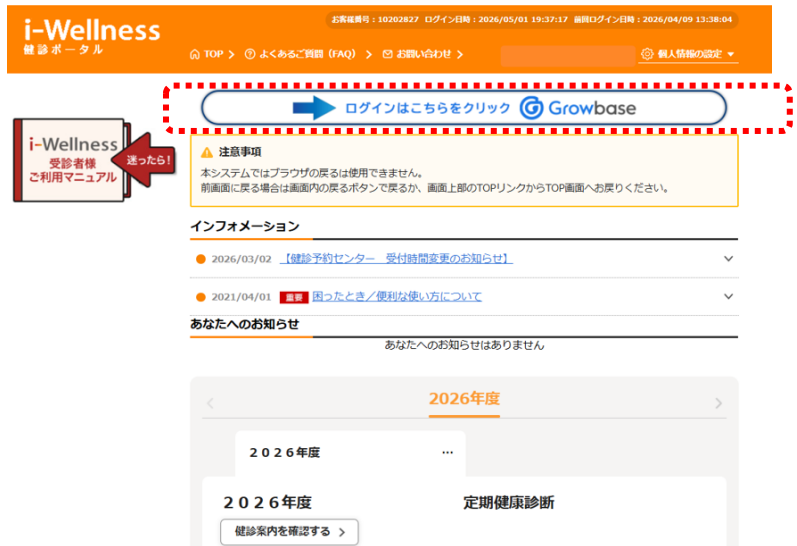 i-Wellness
健診ポータル
お客様番号：10202827 ログイン日時：2026/05/01 19:37:17 前回ログイン日時：2026/04/09 13:38:04
TOP よくあるご質問（FAQ） お問い合わせ 個人情報の設定
ログインはこちらをクリック Growbase
i-Wellness
受診者様
ご利用マニュアル
迷ったら!
注意事項
本システムではブラウザの戻るは使用できません。
前画面に戻る場合は画面内の戻るボタンで戻るか、画面上部のTOPリンクからTOP画面へお戻りください。
インフォメーション
2026/03/02 【健診予約センター　受付時間変更のお知らせ】
2021/04/01 重要 困ったとき／便利な使い方について
あなたへのお知らせ
あなたへのお知らせはありません
2026年度
２０２６年度 …
２０２６年度 定期健康診断
健診案内を確認する